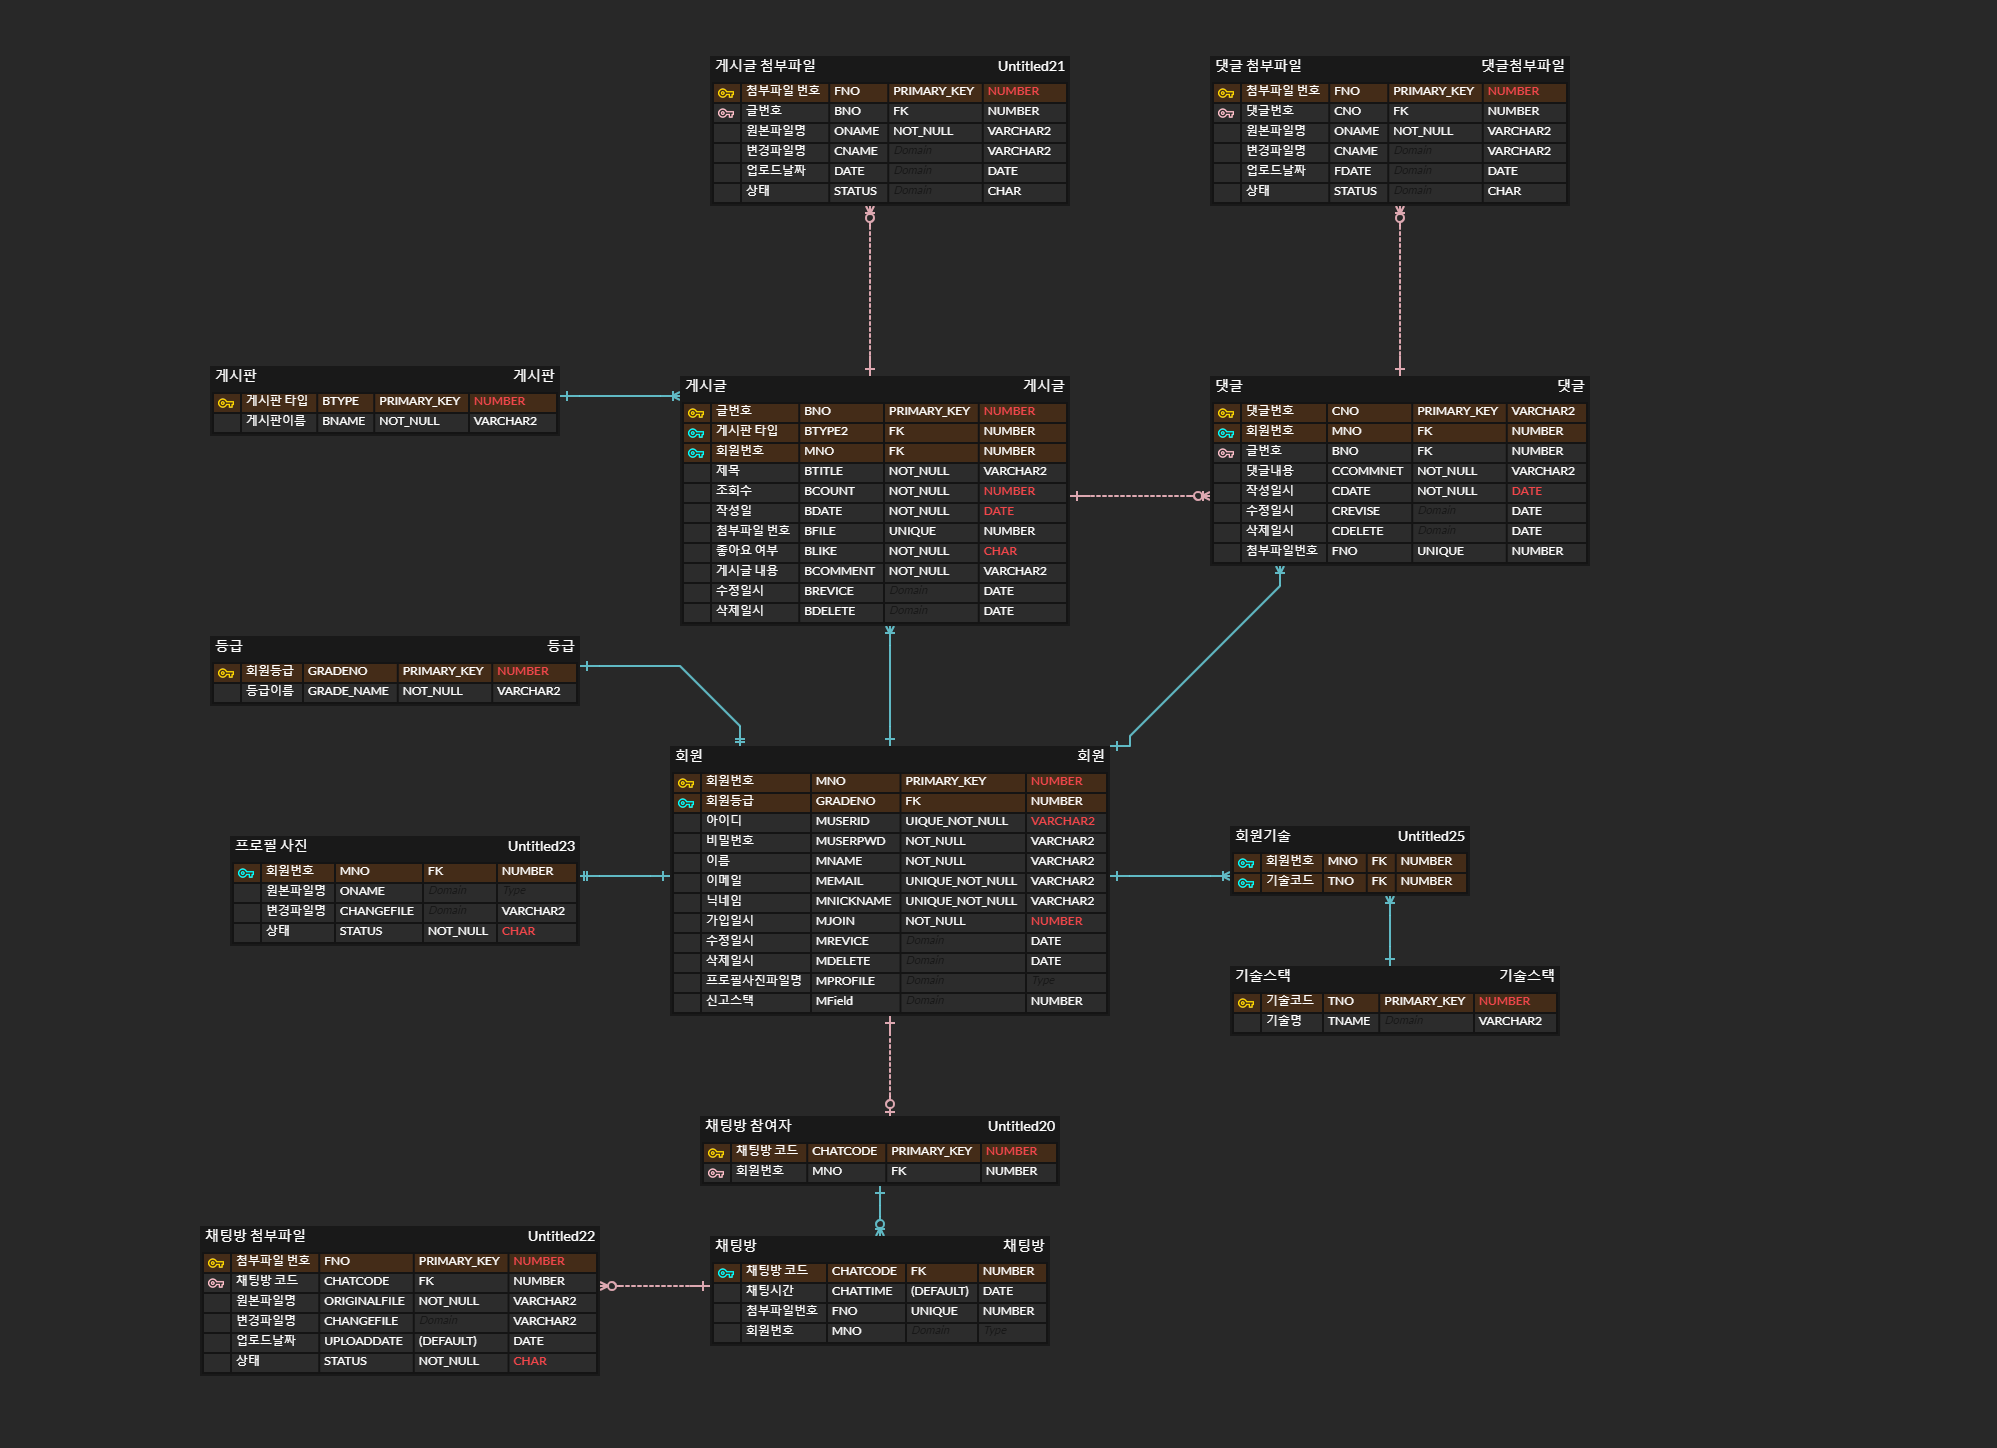 게시글 첨부파일 Untitled21
첨부파일 번호 FNO PRIMARY_KEY NUMBER
글번호 BNO FK NUMBER
원본파일명 ONAME NOT_NULL VARCHAR2
변경파일명 CNAME Domain VARCHAR2
업로드날짜 DATE Domain DATE
상태 STATUS Domain CHAR
댓글 첨부파일 댓글첨부파일
첨부파일 번호 FNO PRIMARY_KEY NUMBER
댓글번호 CNO FK NUMBER
원본파일명 ONAME NOT_NULL VARCHAR2
변경파일명 CNAME Domain VARCHAR2
업로드날짜 FDATE Domain DATE
상태 STATUS Domain CHAR
게시판 게시판
게시판 타입 BTYPE PRIMARY_KEY NUMBER
게시판이름 BNAME NOT_NULL VARCHAR2
게시글 게시글
글번호 BNO PRIMARY_KEY NUMBER
게시판 타입 BTYPE2 FK NUMBER
회원번호 MNO FK NUMBER
제목 BTITLE NOT_NULL VARCHAR2
조회수 BCOUNT NOT_NULL NUMBER
작성일 BDATE NOT_NULL DATE
첨부파일 번호 BFILE UNIQUE NUMBER
좋아요 여부 BLIKE NOT_NULL CHAR
게시글 내용 BCOMMENT NOT_NULL VARCHAR2
수정일시 BREVICE Domain DATE
삭제일시 BDELETE Domain DATE
댓글 댓글
댓글번호 CNO PRIMARY_KEY VARCHAR2
회원번호 MNO FK NUMBER
글번호 BNO FK NUMBER
댓글내용 CCOMMNET NOT_NULL VARCHAR2
작성일시 CDATE NOT_NULL DATE
수정일시 CREVISE Domain DATE
삭제일시 CDELETE Domain DATE
첨부파일번호 FNO UNIQUE NUMBER
등급 등급
회원등급 GRADENO PRIMARY_KEY NUMBER
등급이름 GRADE_NAME NOT_NULL VARCHAR2
회원 회원
회원번호 MNO PRIMARY_KEY NUMBER
회원등급 GRADENO FK NUMBER
아이디 MUSERID UIQUE_NOT_NULL VARCHAR2
비밀번호 MUSERPWD NOT_NULL VARCHAR2
이름 MNAME NOT_NULL VARCHAR2
이메일 MEMAIL UNIQUE_NOT_NULL VARCHAR2
닉네임 MNICKNAME UNIQUE_NOT_NULL VARCHAR2
가입일시 MJOIN NOT_NULL NUMBER
수정일시 MREVICE Domain DATE
삭제일시 MDELETE Domain DATE
프로필사진파일명 MPROFILE Domain Type
신고스택 MField Domain NUMBER
프로필 사진 Untitled23
회원번호 MNO FK NUMBER
원본파일명 ONAME Domain Type
변경파일명 CHANGEFILE Domain VARCHAR2
상태 STATUS NOT_NULL CHAR
회원기술 Untitled25
회원번호 MNO FK NUMBER
기술코드 TNO FK NUMBER
기술스택 기술스택
기술코드 TNO PRIMARY_KEY NUMBER
기술명 TNAME Domain VARCHAR2
채팅방 참여자 Untitled20
채팅방 코드 CHATCODE PRIMARY_KEY NUMBER
회원번호 MNO FK NUMBER
채팅방 첨부파일 Untitled22
첨부파일 번호 FNO PRIMARY_KEY NUMBER
채팅방 코드 CHATCODE FK NUMBER
원본파일명 ORIGINALFILE NOT_NULL VARCHAR2
변경파일명 CHANGEFILE Domain VARCHAR2
업로드날짜 UPLOADDATE (DEFAULT) DATE
상태 STATUS NOT_NULL CHAR
채팅방 채팅방
채팅방 코드 CHATCODE FK NUMBER
채팅시간 CHATTIME (DEFAULT) DATE
첨부파일번호 FNO UNIQUE NUMBER
회원번호 MNO Domain Type